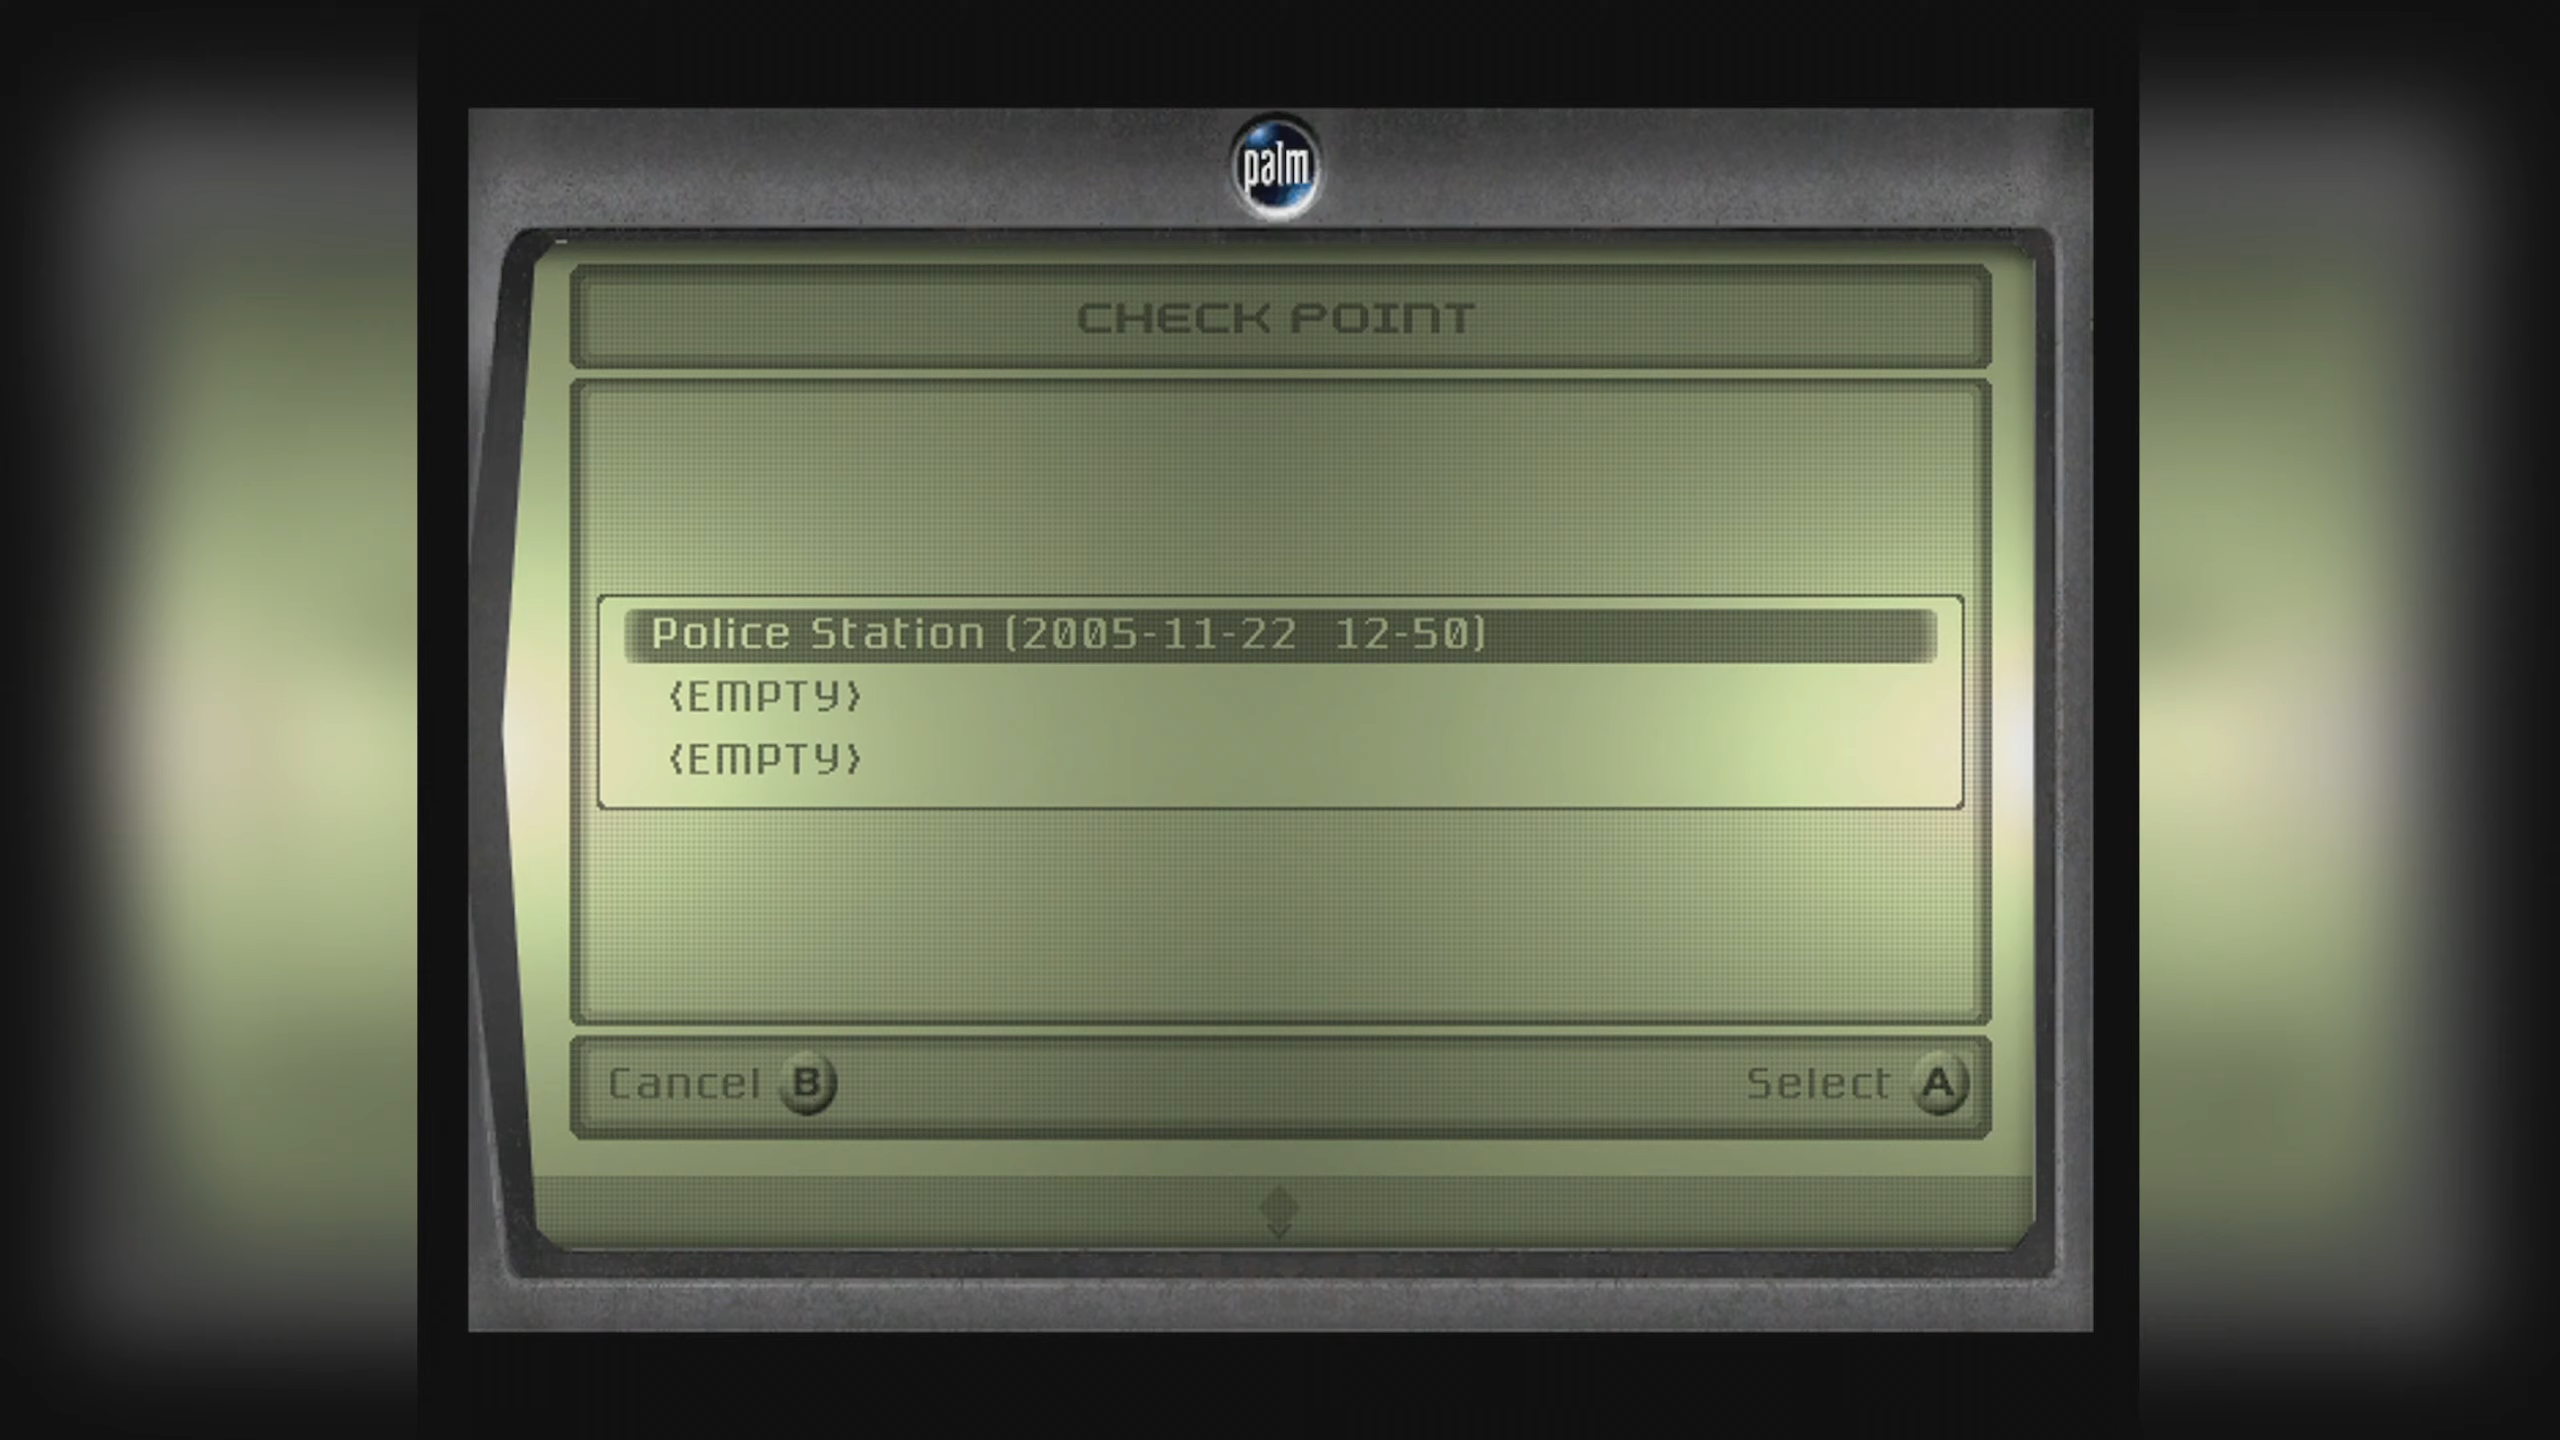 palm
CHECK POINT
Police Station (2005-11-22 12-50)
<EMPTY>
<EMPTY>
Cancel B
Select A